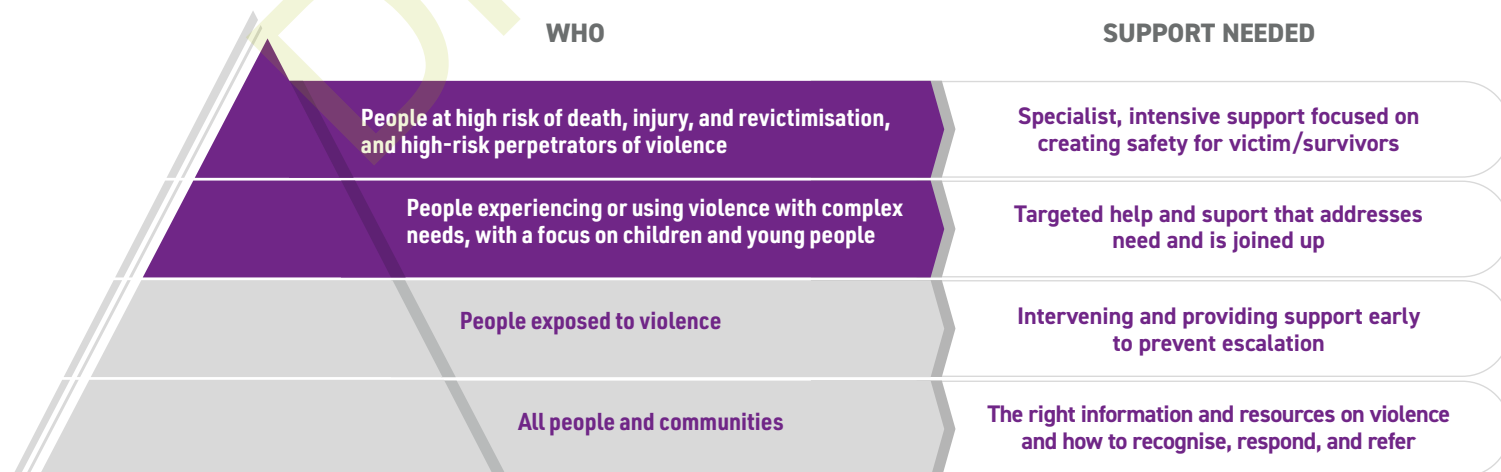 WHO
SUPPORT NEEDED
People at high risk of death, injury, and revictimisation,
and high-risk perpetrators of violence
Specialist, intensive support focused on
creating safety for victim/survivors
People experiencing or using violence with complex
needs, with a focus on children and young people
Targeted help and suport that addresses
need and is joined up
People exposed to violence
Intervening and providing support early
to prevent escalation
All people and communities
The right information and resources on violence
and how to recognise, respond, and refer